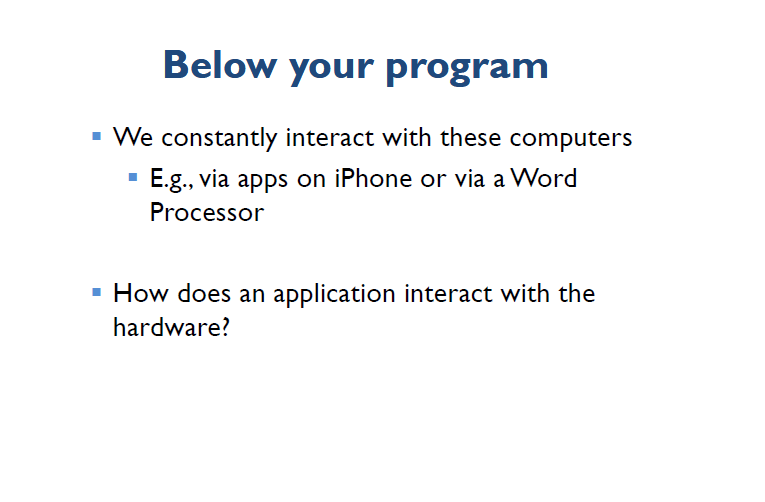 Below your program
▪ We constantly interact with these computers
▪ E.g., via apps on iPhone or via a Word
Processor
▪ How does an application interact with the
hardware?